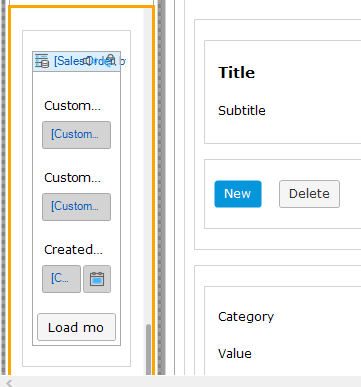 [SalesOrder, o
Custom...
[Custom...
Custom...
[Custom...
Created...
[C...
Load mo
Title
Subtitle
New
Delete
Category
Value